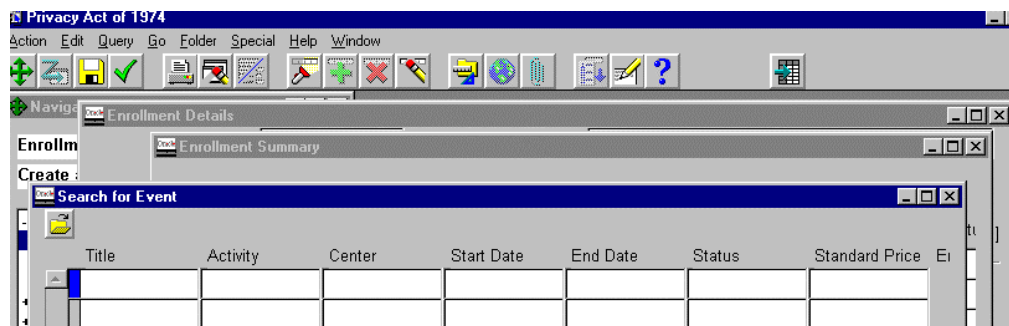 Privacy Act of 1974
Action Edit Query Go Folder Special Help Window
Enrollment Details
Enrollm
Enrollment Summary
Create
Search for Event
Title Activity Center Start Date End Date Status Standard Price